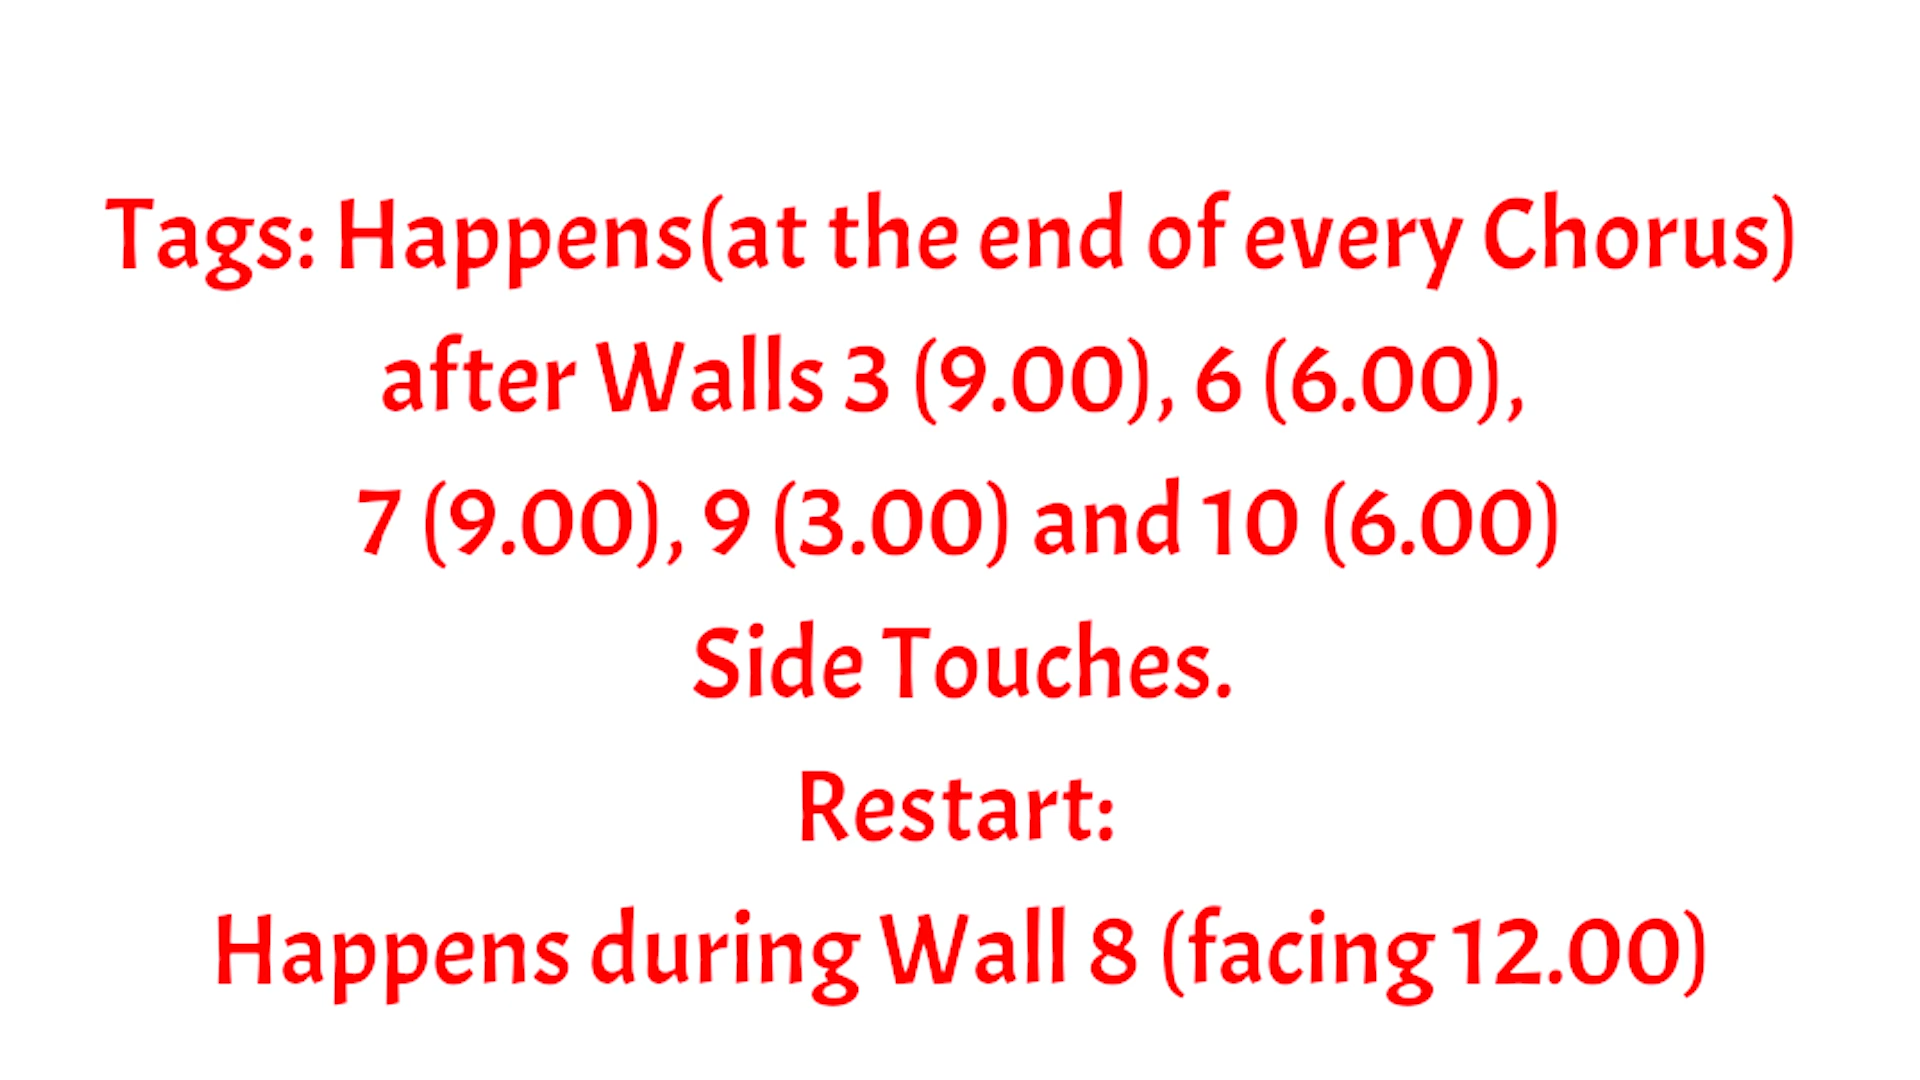 Tags: Happens(at the end of every Chorus)
after Walls 3 (9.00), 6 (6.00),
7 (9.00), 9 (3.00) and 10 (6.00)
Side Touches.
Restart:
Happens during Wall 8 (facing 12.00)